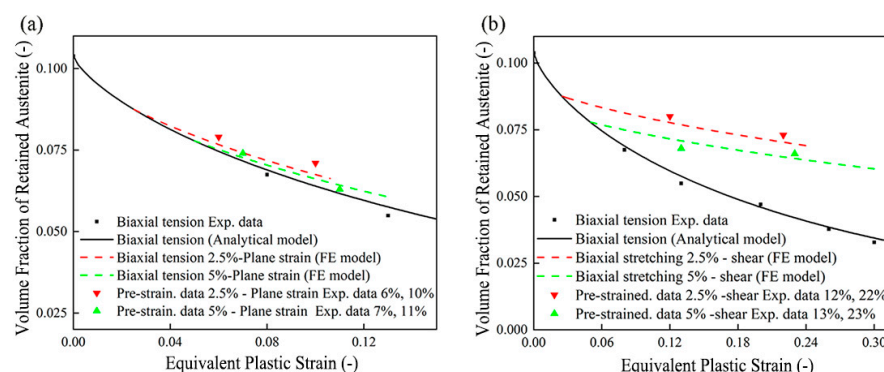 (a)
Volume Fraction of Retained Austenite (-)
0.100
0.075
0.050
0.025
Biaxial tension Exp. data
Biaxial tension (Analytical model)
Biaxial tension 2.5%-Plane strain (FE model)
Biaxial tension 5%-Plane strain (FE model)
Pre-strain. data 2.5% - Plane strain Exp. data 6%, 10%
Pre-strain. data 5% - Plane strain Exp. data 7%, 11%
0.00 0.04 0.08 0.12
Equivalent Plastic Strain (-)
(b)
Volume Fraction of Retained Austenite (-)
0.100
0.075
0.050
0.025
0.000
Biaxial tension Exp. data
Biaxial tension (Analytical model)
Biaxial stretching 2.5% - shear (FE model)
Biaxial stretching 5% - shear (FE model)
Pre-strained. data 2.5% -shear Exp. data 12%, 22%
Pre-strained. data 5% -shear Exp. data 13%, 23%
0.00 0.06 0.12 0.18 0.24 0.30
Equivalent Plastic Strain (-)